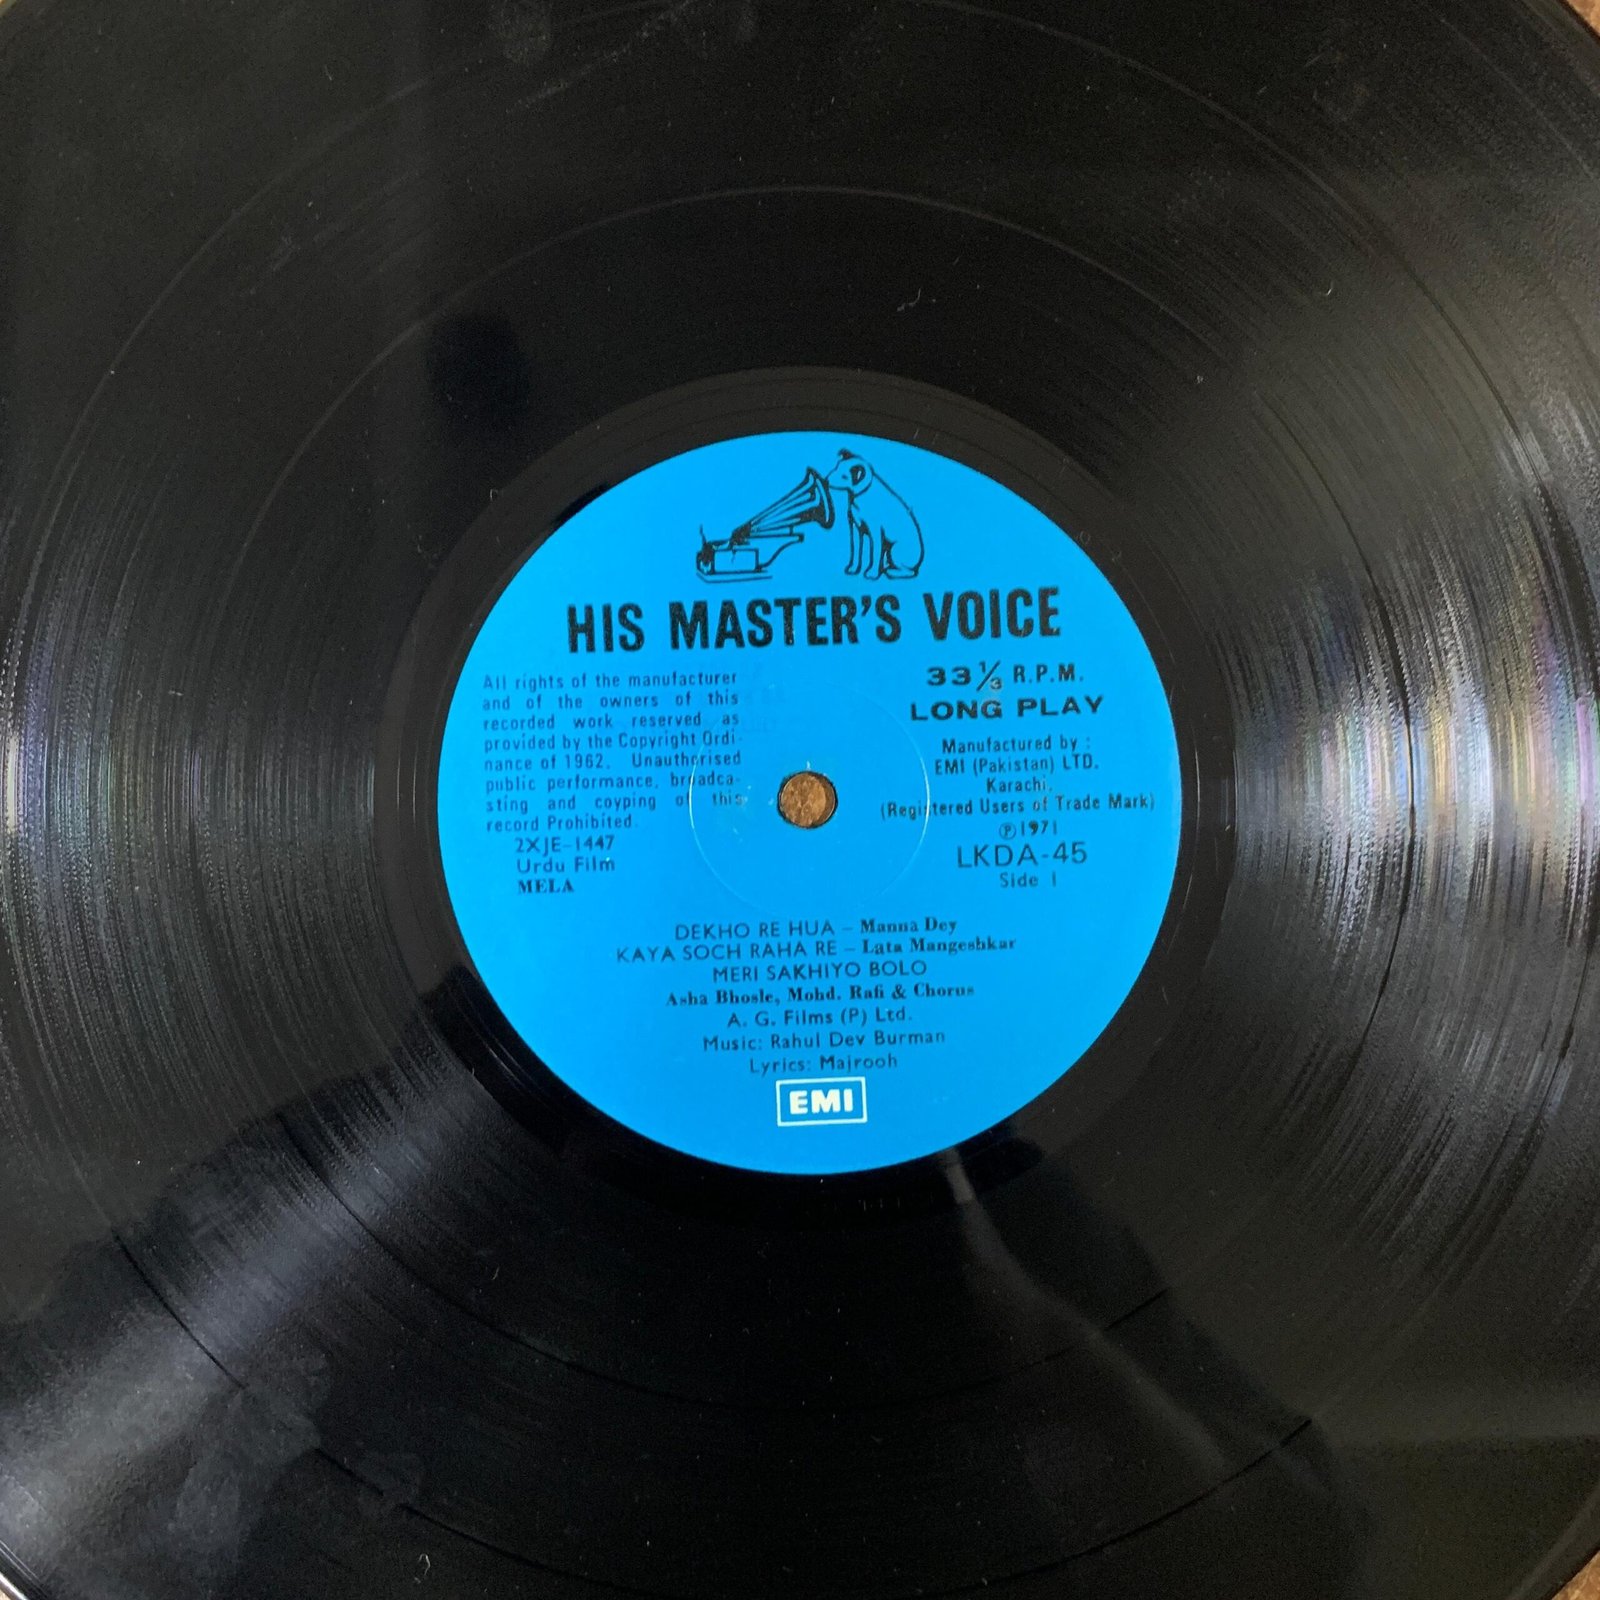 HIS MASTER'S VOICE
All rights of the manufacturer
and of the owners of this
recorded work reserved as
provided by the Copyright Ordi-
nance of 1962. Unauthorised
public performance, broadca-
sting and coyping of this
record Prohibited.
2XJE-1447
Urdu Film
MELA
33 1/3 R.P.M.
LONG PLAY
Manufactured by :
EMI (Pakistan) LTD.
Karachi.
(Registered Users of Trade Mark)
℗1971
LKDA-45
Side 1
DEKHO RE HUA – Manna Dey
KAYA SOCH RAHA RE – Lata Mangeshkar
MERI SAKHIYO BOLO
Asha Bhosle, Mohd. Rafi & Chorus
A. G. Films (P) Ltd.
Music: Rahul Dev Burman
Lyrics: Majrooh
EMI